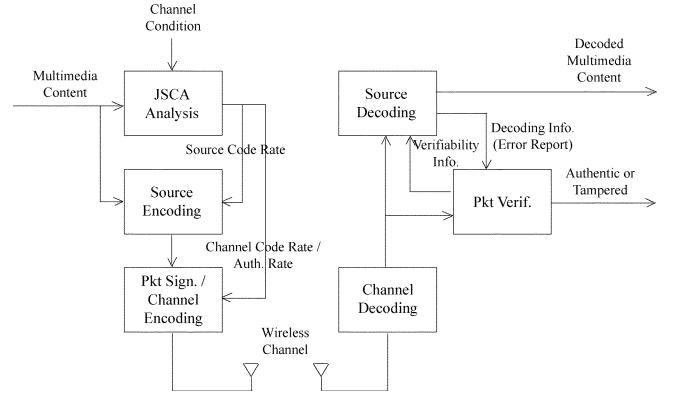 Channel
Condition
Multimedia
Content
JSCA
Analysis
Source Code Rate
Source
Encoding
Channel Code Rate /
Auth. Rate
Pkt Sign. /
Channel
Encoding
Wireless
Channel
Channel
Decoding
Source
Decoding
Decoded
Multimedia
Content
Verifiability
Info.
Decoding Info.
(Error Report)
Pkt Verif.
Authentic or
Tampered